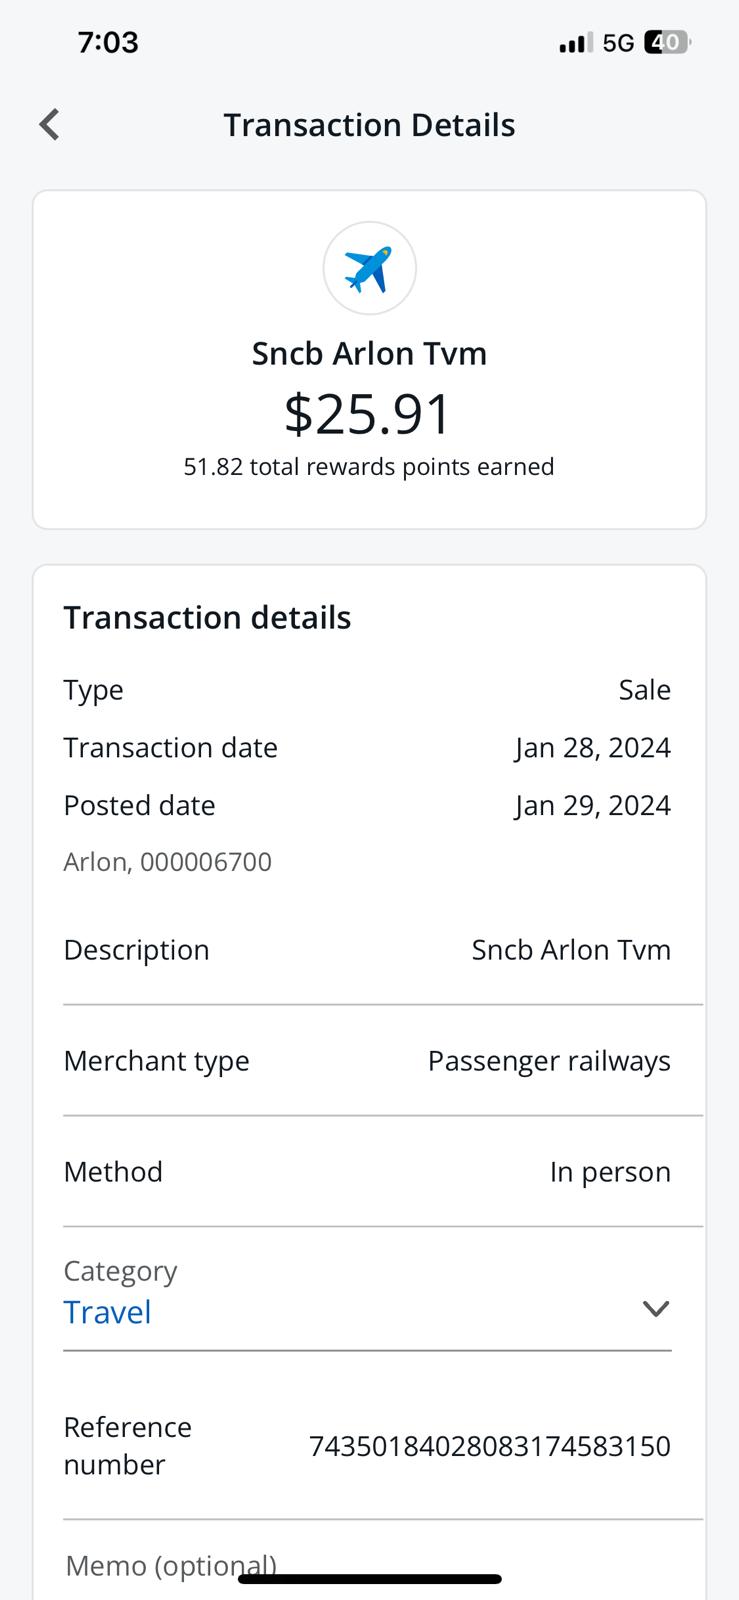 7:03
5G 40
Transaction Details
Sncb Arlon Tvm
$25.91
51.82 total rewards points earned
Transaction details
Type Sale
Transaction date Jan 28, 2024
Posted date Jan 29, 2024
Arlon, 000006700
Description Sncb Arlon Tvm
Merchant type Passenger railways
Method In person
Category
Travel
Reference
number 74350184028083174583150
Memo (optional)